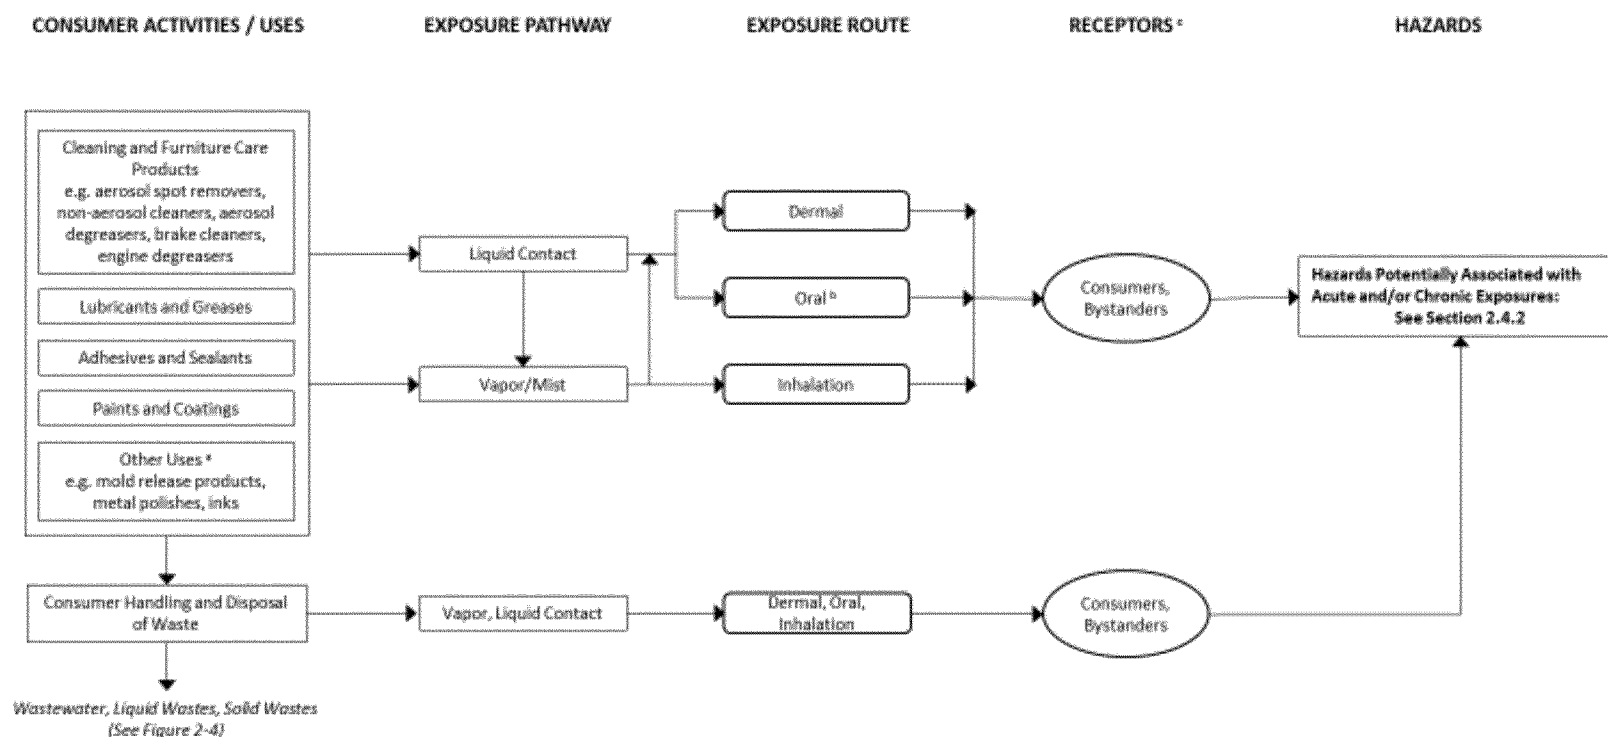 CONSUMER ACTIVITIES / USES
EXPOSURE PATHWAY
EXPOSURE ROUTE
RECEPTORS ᶜ
HAZARDS
Cleaning and Furniture Care
Products
e.g. aerosol spot removers,
non-aerosol cleaners, aerosol
degreasers, brake cleaners,
engine degreasers
Lubricants and Greases
Adhesives and Sealants
Paints and Coatings
Other Uses ᵃ
e.g. mold release products,
metal polishes, inks
Liquid Contact
Vapor/Mist
Dermal
Oral ᵇ
Inhalation
Consumers,
Bystanders
Hazards Potentially Associated with
Acute and/or Chronic Exposures:
See Section 2.4.2
Consumer Handling and Disposal
of Waste
Vapor, Liquid Contact
Dermal, Oral,
Inhalation
Consumers,
Bystanders
Wastewater, Liquid Wastes, Solid Wastes
(See Figure 2-4)